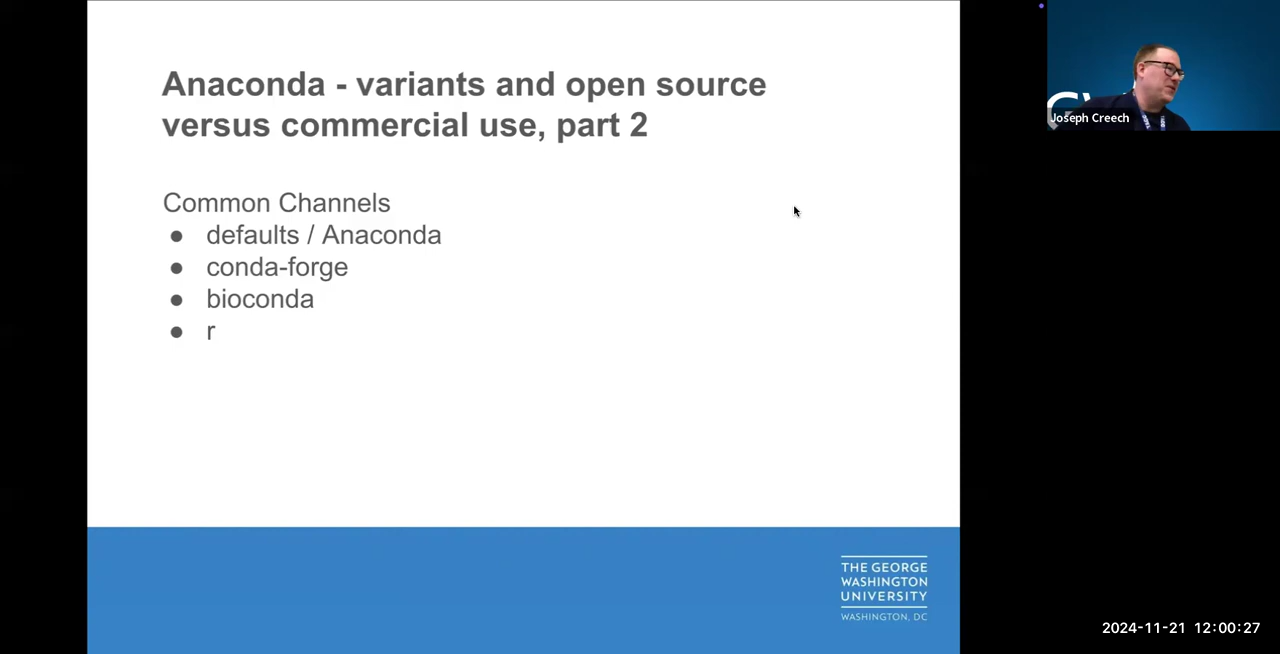 Anaconda - variants and open source
versus commercial use, part 2
Common Channels
● defaults / Anaconda
● conda-forge
● bioconda
● r
THE GEORGE
WASHINGTON
UNIVERSITY
WASHINGTON, DC
Joseph Creech
2024-11-21 12:00:27